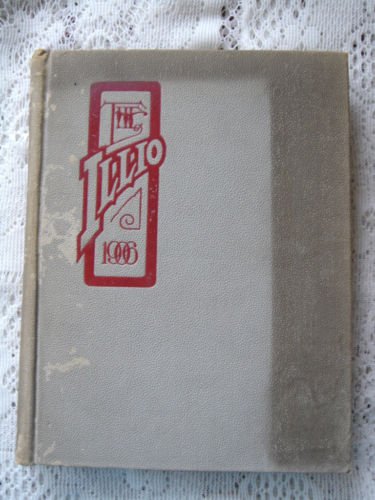 THE
ILLIO
1906